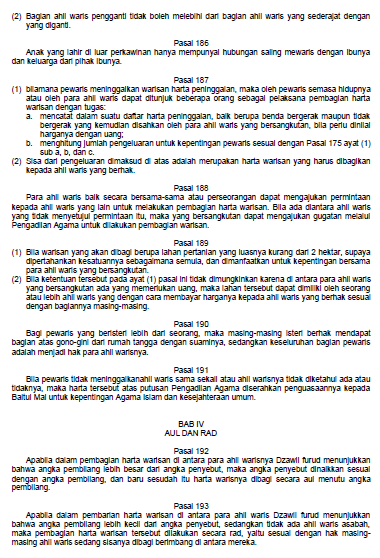 (2) Bagian ahli waris pengganti tidak boleh melebihi dari bagian ahli waris yang sederajat dengan
yang diganti.
Pasal 186
Anak yang lahir di luar perkawinan hanya mempunyai hubungan saling mewaris dengan ibunya
dan keluarga dari pihak ibunya.
Pasal 187
(1) bilamana pewaris meninggalkan warisan harta peninggalan, maka oleh pewaris semasa hidupnya
atau oleh para ahli waris dapat ditunjuk beberapa orang sebagai pelaksana pembagian harta
warisan dengan tugas:
a. mencatat dalam suatu daftar harta peninggalan, baik berupa benda bergerak maupun tidak
bergerak yang kemudian disahkan oleh para ahli waris yang bersangkutan, bila perlu dinilai
harganya dengan uang;
b. menghitung jumlah pengeluaran untuk kepentingan pewaris sesuai dengan Pasal 175 ayat (1)
sub a, b, dan c.
(2) Sisa dari pengeluaran dimaksud di atas adalah merupakan harta warisan yang harus dibagikan
kepada ahli waris yang berhak.
Pasal 188
Para ahli waris baik secara bersama-sama atau perseorangan dapat mengajukan permintaan
kepada ahli waris yang lain untuk melakukan pembagian harta warisan. Bila ada diantara ahli waris
yang tidak menyetujui permintaan itu, maka yang bersangkutan dapat mengajukan gugatan melalui
Pengadilan Agama untuk dilakukan pembagian warisan.
Pasal 189
(1) Bila warisan yang akan dibagi berupa lahan pertanian yang luasnya kurang dari 2 hektar, supaya
dipertahankan kesatuannya sebagaimana semula, dan dimanfaatkan untuk kepentingan bersama
para ahli waris yang bersangkutan.
(2) Bila ketentuan tersebut pada ayat (1) pasal ini tidak dimungkinkan karena di antara para ahli waris
yang bersangkutan ada yang memerlukan uang, maka lahan tersebut dapat dimiliki oleh seorang
atau lebih ahli waris yang dengan cara membayar harganya kepada ahli waris yang berhak sesuai
dengan bagiannya masing-masing.
Pasal 190
Bagi pewaris yang beristeri lebih dari seorang, maka masing-masing isteri berhak mendapat
bagian atas gono-gini dari rumah tangga dengan suaminya, sedangkan keseluruhan bagian pewaris
adalah menjadi hak para ahli warisnya.
Pasal 191
Bila pewaris tidak meninggalkanahli waris sama sekali atau ahli warisnya tidak diketahui ada atau
tidaknya, maka harta tersebut atas putusan Pengadilan Agama diserahkan penguasaannya kepada
Baitul Mal untuk kepentingan Agama Islam dan kesejahteraan umum.
BAB IV
AUL DAN RAD
Pasal 192
Apabila dalam pembagian harta warisan di antara para ahli warisnya Dzawil furud menunjukkan
bahwa angka pembilang lebih besar dari angka penyebut, maka angka penyebut dinaikkan sesuai
dengan angka pembilang, dan baru sesudah itu harta warisnya dibagi secara aul menutu angka
pembilang.
Pasal 193
Apabila dalam pembarian harta warisan di antara para ahli waris Dzawil furud menunjukkan
bahwa angka pembilang lebih kecil dari angka penyebut, sedangkan tidak ada ahli waris asabah,
maka pembagian harta warisan tersebut dilakukan secara rad, yaitu sesuai dengan hak masing-
masing ahli waris sedang sisanya dibagi berimbang di antara mereka.